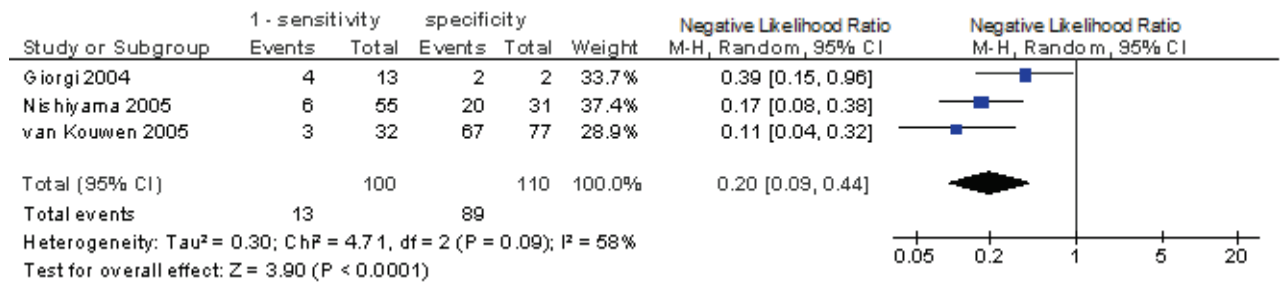 1 - sensitivity specificity Negative Likelihood Ratio Negative Likelihood Ratio
Study or Subgroup Events Total Events Total Weight M-H, Random, 95% CI M-H, Random, 95% CI
Giorgi 2004 4 13 2 2 33.7% 0.39 [0.15, 0.96]
Nishiyama 2005 6 55 20 31 37.4% 0.17 [0.08, 0.38]
van Kouwen 2005 3 32 67 77 28.9% 0.11 [0.04, 0.32]
Total (95% CI) 100 110 100.0% 0.20 [0.09, 0.44]
Total events 13 89
Heterogeneity: Tau² = 0.30; Chi² = 4.71, df = 2 (P = 0.09); I² = 58%
Test for overall effect: Z = 3.90 (P < 0.0001)
0.05 0.2 1 5 20